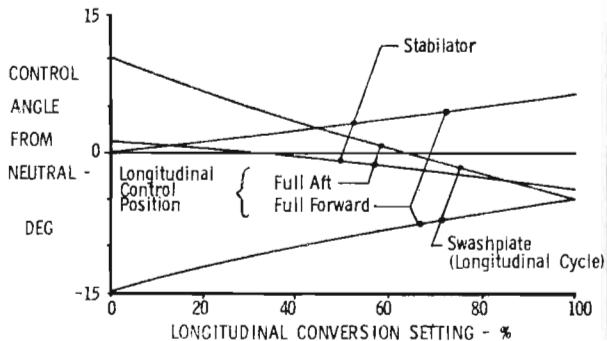 15
Stabilator
CONTROL
ANGLE
FROM
0
NEUTRAL -
DEG
Longitudinal
Control
Position
Full Aft
Full Forward
Swashplate
(Longitudinal Cycle)
-15
0
20
40
60
80
100
LONGITUDINAL CONVERSION SETTING - %